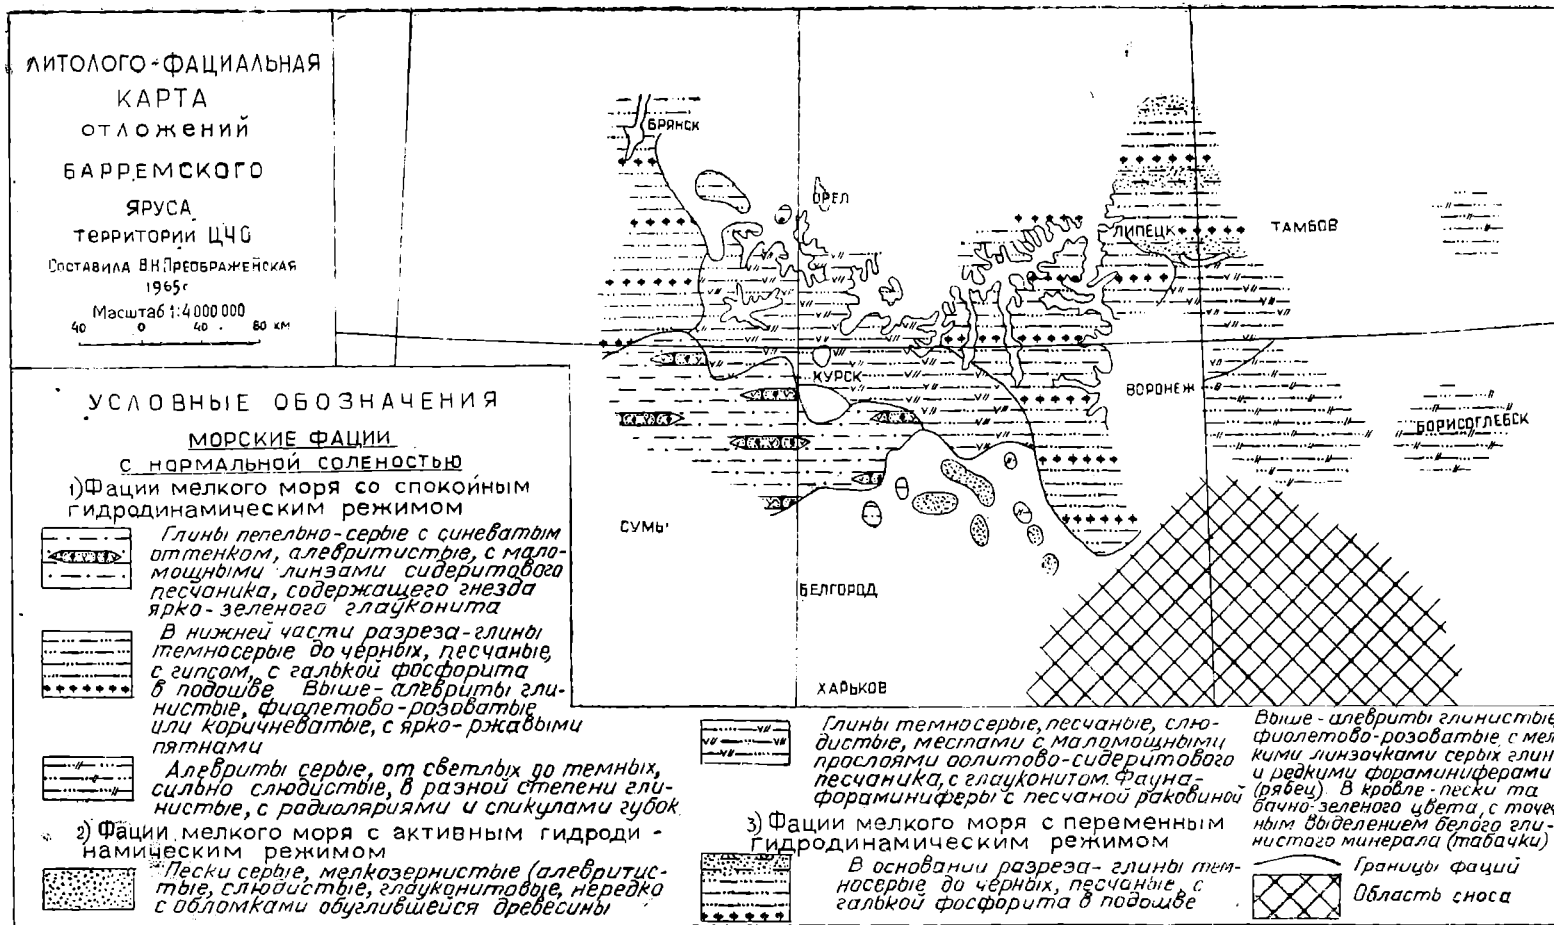 ЛИТОЛОГО-ФАЦИАЛЬНАЯ
КАРТА
ОТЛОЖЕНИЙ
БАРРЕМСКОГО
ЯРУСА
ТЕРРИТОРИИ ЦЧО
СОСТАВИЛА В.Н.ПРЕОБРАЖЕНСКАЯ
1965г
Масштаб 1:4000000
40 0 40 80 км
БРЯНСК
ОРЕЛ
ЛИПЕЦК
ТАМБОВ
КУРСК
ВОРОНЕЖ
БОРИСОГЛЕБСК
СУМЫ
БЕЛГОРОД
ХАРЬКОВ
УСЛОВНЫЕ ОБОЗНАЧЕНИЯ
МОРСКИЕ ФАЦИИ
С НОРМАЛЬНОЙ СОЛЕНОСТЬЮ
1) Фации мелкого моря со спокойным
гидродинамическим режимом
Глины пепельно-серые с синеватым
оттенком, алевритистые, с мало-
мощными линзами сидеритового
песчаника, содержащего гнезда
ярко-зеленого глауконита
В нижней части разреза-глины
темносерые до черных, песчаные,
с гипсом, с галькой фосфорита
в подошве Выше-алевриты гли-
нистые, фиолетово-розоватые
или коричневатые, с ярко-ржавыми
пятнами
Алевриты серые, от светлых до темных,
сильно слюдистые, в разной степени гли-
нистые, с радиоляриями и спикулами губок
2) Фации мелкого моря с активным гидроди-
намическим режимом
Пески серые, мелкозернистые (алевритис-
тые, слюдистые, глауконитовые, нередко
с обломками обуглившейся древесины
Глины темносерые, песчаные, слю-
дистые, местами с маломощными
прослоями оолитово-сидеритового
песчаника, с глауконитом. Фауна-
фораминиферы с песчаной раковиной
3) Фации мелкого моря с переменным
гидродинамическим режимом
В основании разреза- глины тем-
носерые до черных, песчаные, с
галькой фосфорита в подошве
Выше - алевриты глинистые
фиолетово-розоватые, с мел
кими линзочками серых глин
и редкими фораминиферами
(рябец). В кровле - пески та
бачно-зеленого цвета, с точеч
ным выделением белого гли-
нистого минерала (табачки)
Границы фаций
Область сноса